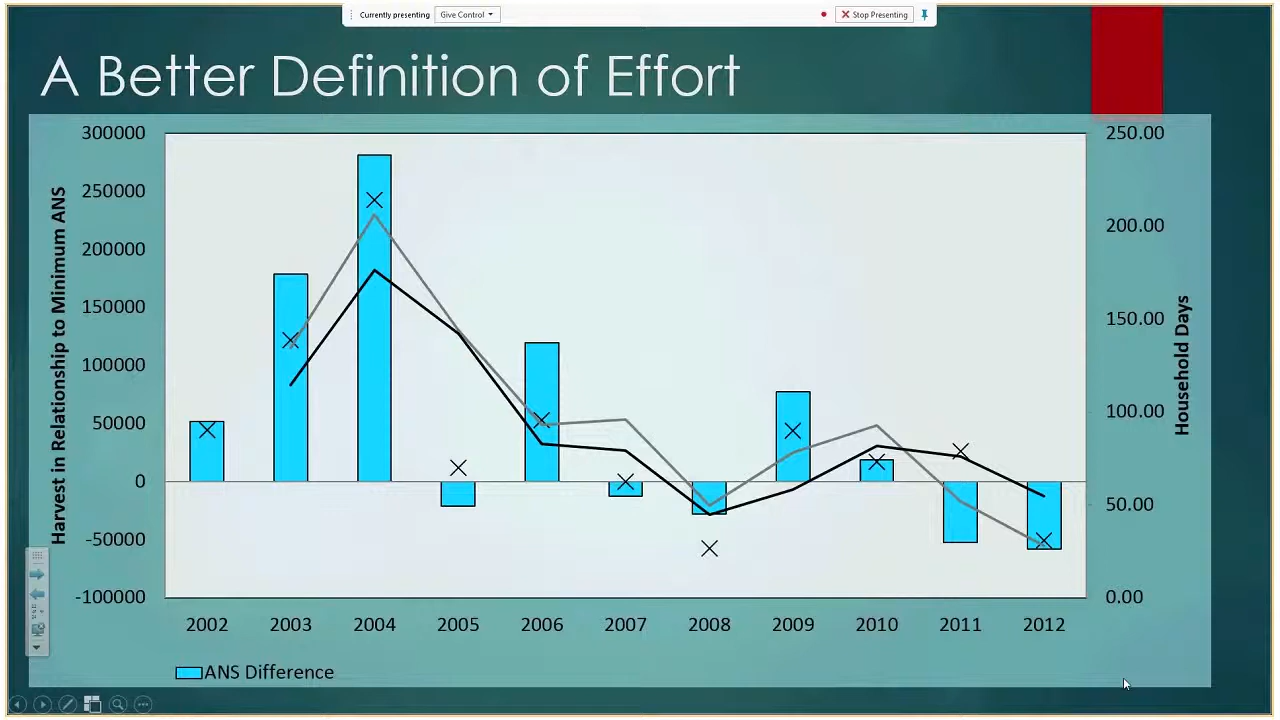 Currently presenting Give Control Stop Presenting
A Better Definition of Effort
Harvest in Relationship to Minimum ANS
300000
250000
200000
150000
100000
50000
0
-50000
-100000
250.00
200.00
150.00
100.00
50.00
0.00
Household Days
2002 2003 2004 2005 2006 2007 2008 2009 2010 2011 2012
ANS Difference